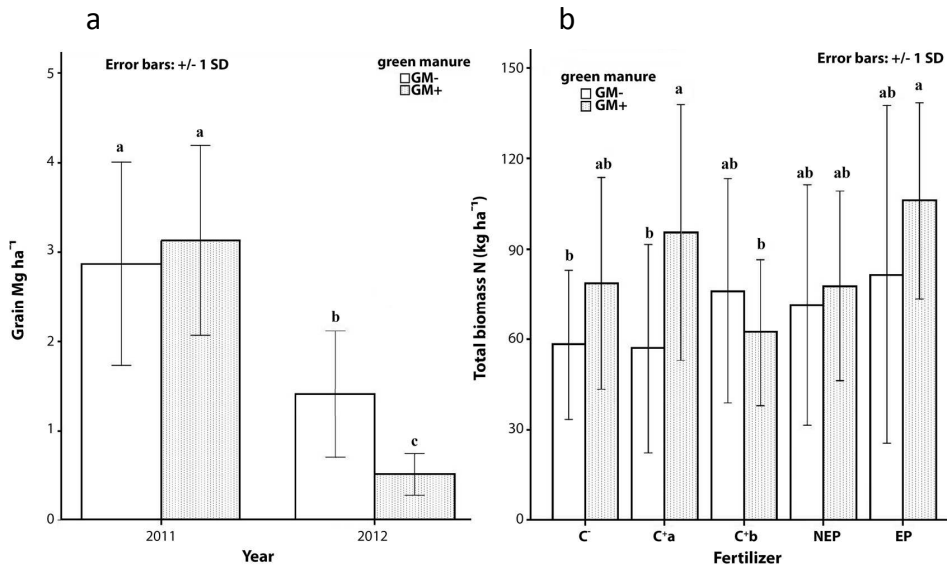 a
Error bars: +/- 1 SD
green manure
GM-
GM+
Grain Mg ha⁻¹
5
4
3
2
1
0
a
a
b
c
2011
2012
Year
b
Error bars: +/- 1 SD
green manure
GM-
GM+
Total biomass N (kg ha⁻¹)
150
120
90
60
30
0
b
ab
b
a
ab
b
ab
ab
ab
a
C⁻
C⁺a
C⁺b
NEP
EP
Fertilizer